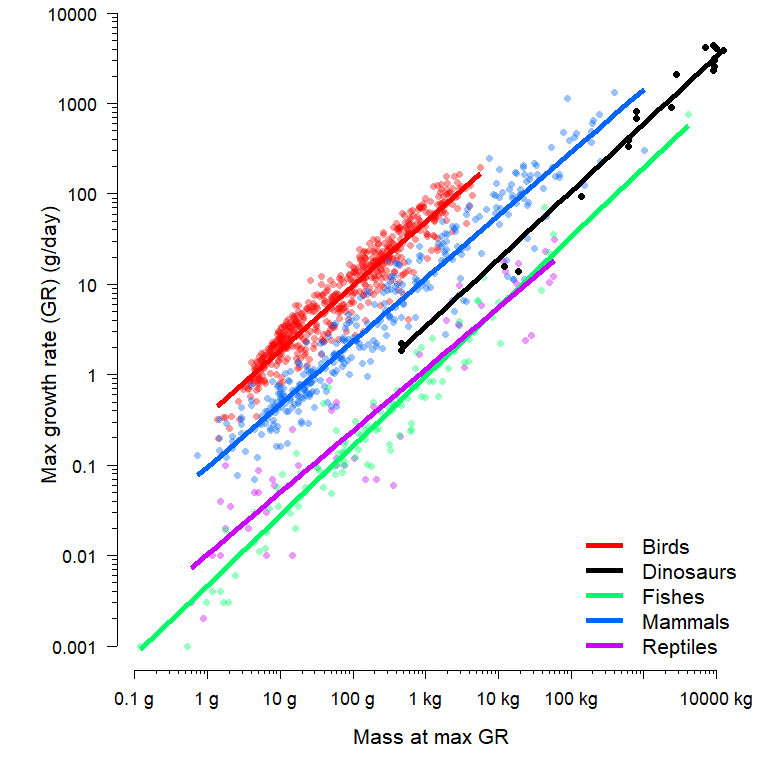 Max growth rate (GR) (g/day)
10000
1000
100
10
1
0.1
0.01
0.001
Birds
Dinosaurs
Fishes
Mammals
Reptiles
0.1 g 1 g 10 g 100 g 1 kg 10 kg 100 kg 10000 kg
Mass at max GR